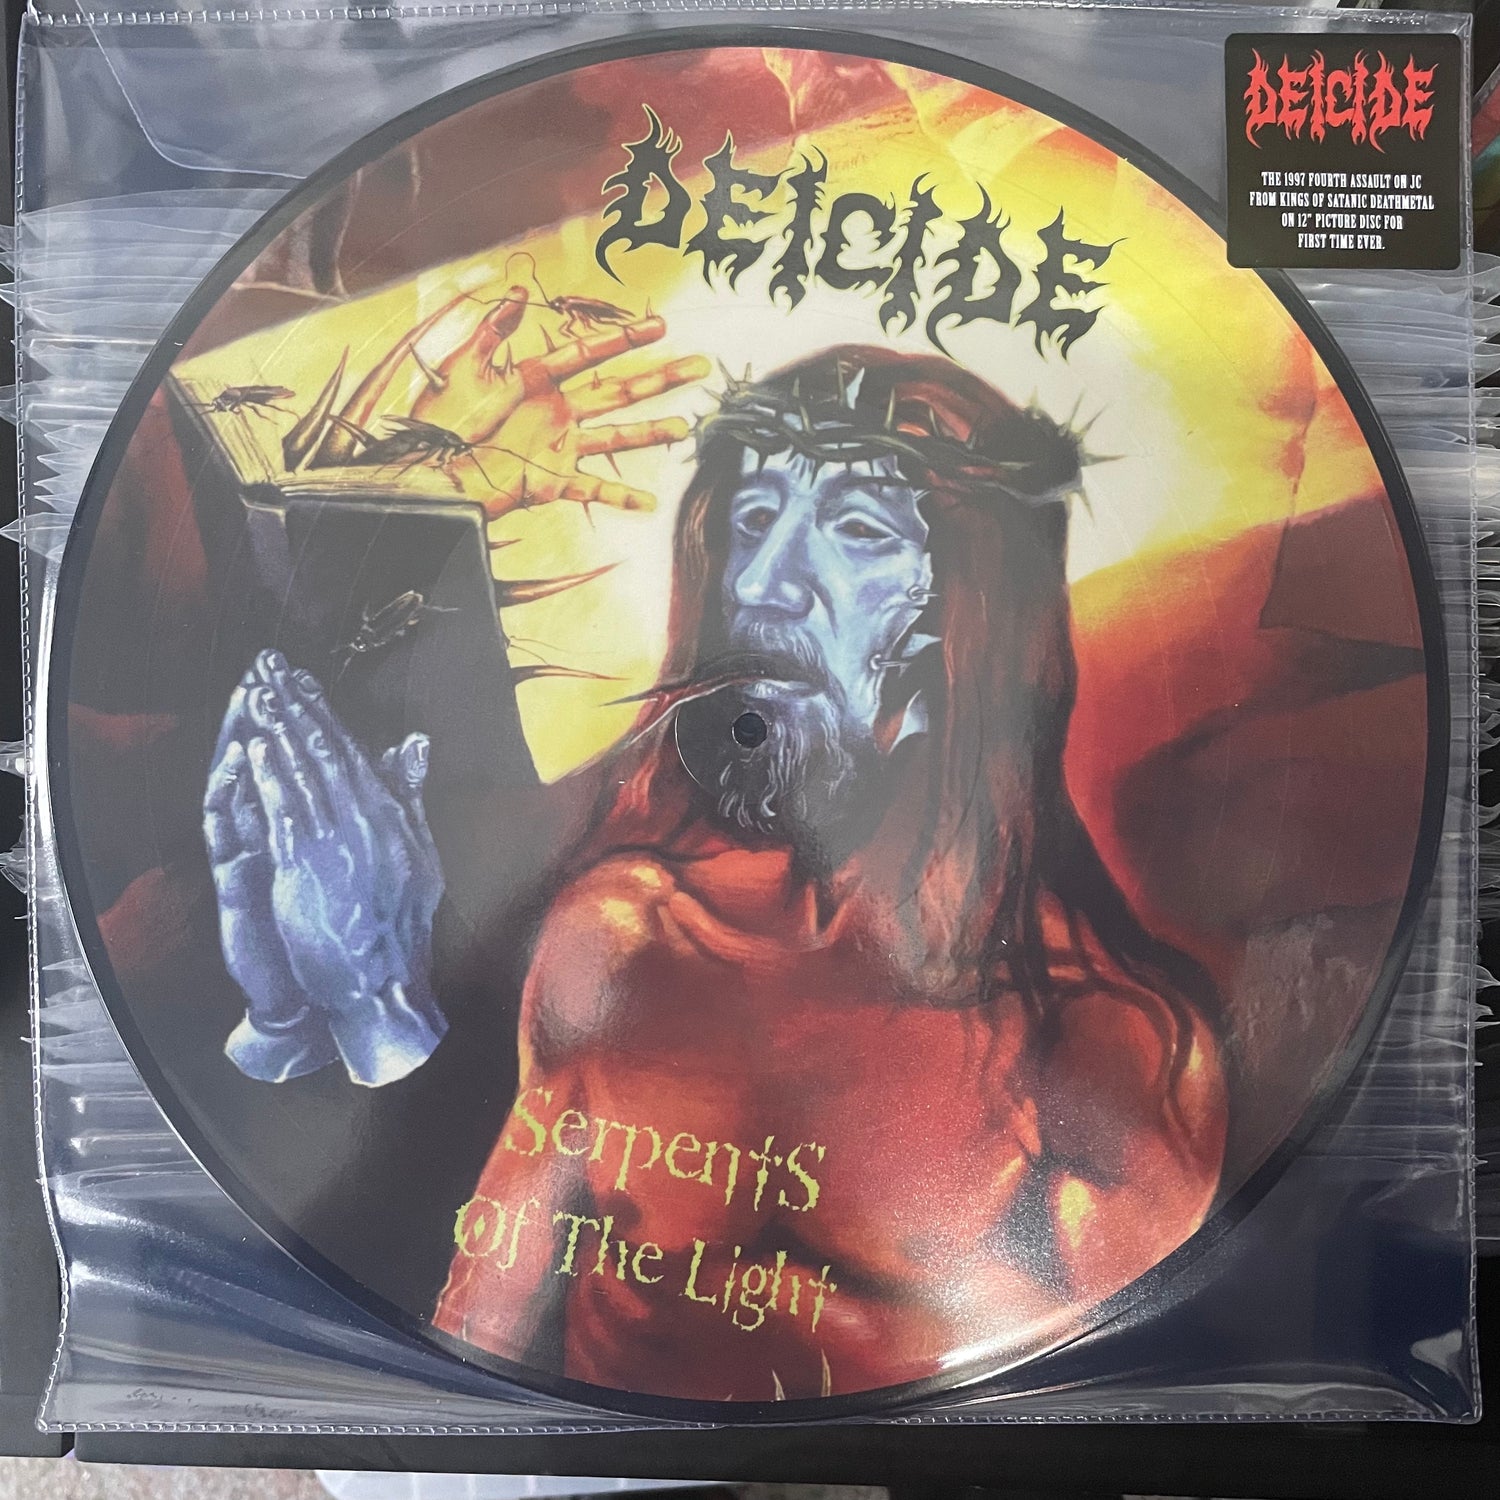 DEICIDE
DEICIDE
THE 1997 FOURTH ASSAULT ON JC
FROM KINGS OF SATANIC DEATHMETAL
ON 12" PICTURE DISC FOR
FIRST TIME EVER.
Serpents
Of The Light